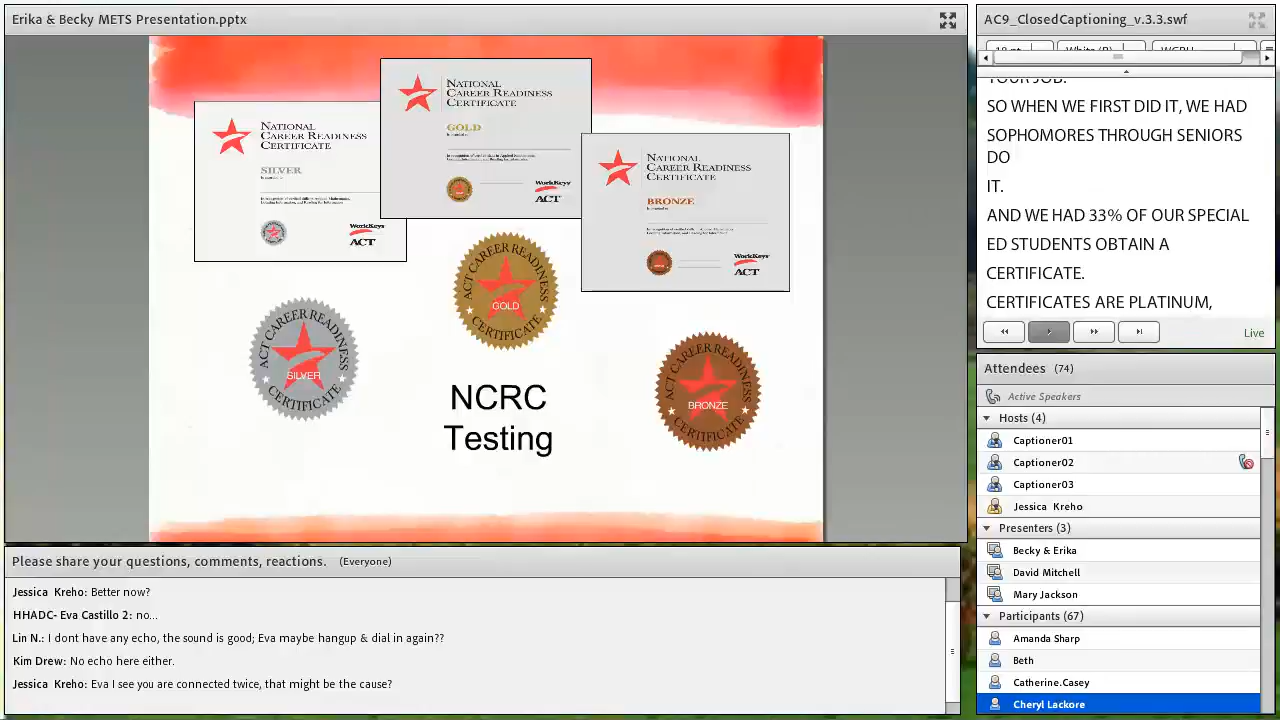 Erika & Becky METS Presentation.pptx
NATIONAL
CAREER READINESS
CERTIFICATE
SILVER
WorkKeys
ACT
NATIONAL
CAREER READINESS
CERTIFICATE
GOLD
WorkKeys
ACT
NATIONAL
CAREER READINESS
CERTIFICATE
BRONZE
WorkKeys
ACT
ACT CAREER READINESS
SILVER
CERTIFICATE
ACT CAREER READINESS
GOLD
CERTIFICATE
ACT CAREER READINESS
BRONZE
CERTIFICATE
NCRC
Testing
Please share your questions, comments, reactions. (Everyone)
Jessica Kreho: Better now?
HHADC- Eva Castillo 2: no...
Lin N.: I dont have any echo, the sound is good; Eva maybe hangup & dial in again??
Kim Drew: No echo here either.
Jessica Kreho: Eva I see you are connected twice, that might be the cause?
AC9_ClosedCaptioning_v.3.3.swf
YOUR JOB.
SO WHEN WE FIRST DID IT, WE HAD
SOPHOMORES THROUGH SENIORS
DO
IT.
AND WE HAD 33% OF OUR SPECIAL
ED STUDENTS OBTAIN A
CERTIFICATE.
CERTIFICATES ARE PLATINUM,
Live
Attendees (74)
Active Speakers
Hosts (4)
Captioner01
Captioner02
Captioner03
Jessica Kreho
Presenters (3)
Becky & Erika
David Mitchell
Mary Jackson
Participants (67)
Amanda Sharp
Beth
Catherine.Casey
Cheryl Lackore